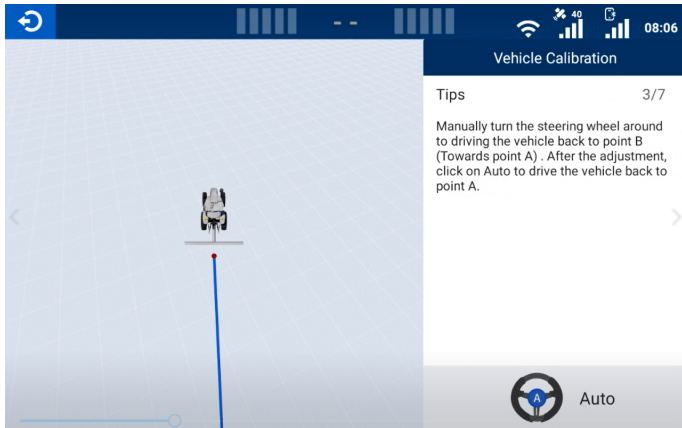 - -
40
08:06
Vehicle Calibration
Tips 3/7
Manually turn the steering wheel around
to driving the vehicle back to point B
(Towards point A) . After the adjustment,
click on Auto to drive the vehicle back to
point A.
A Auto